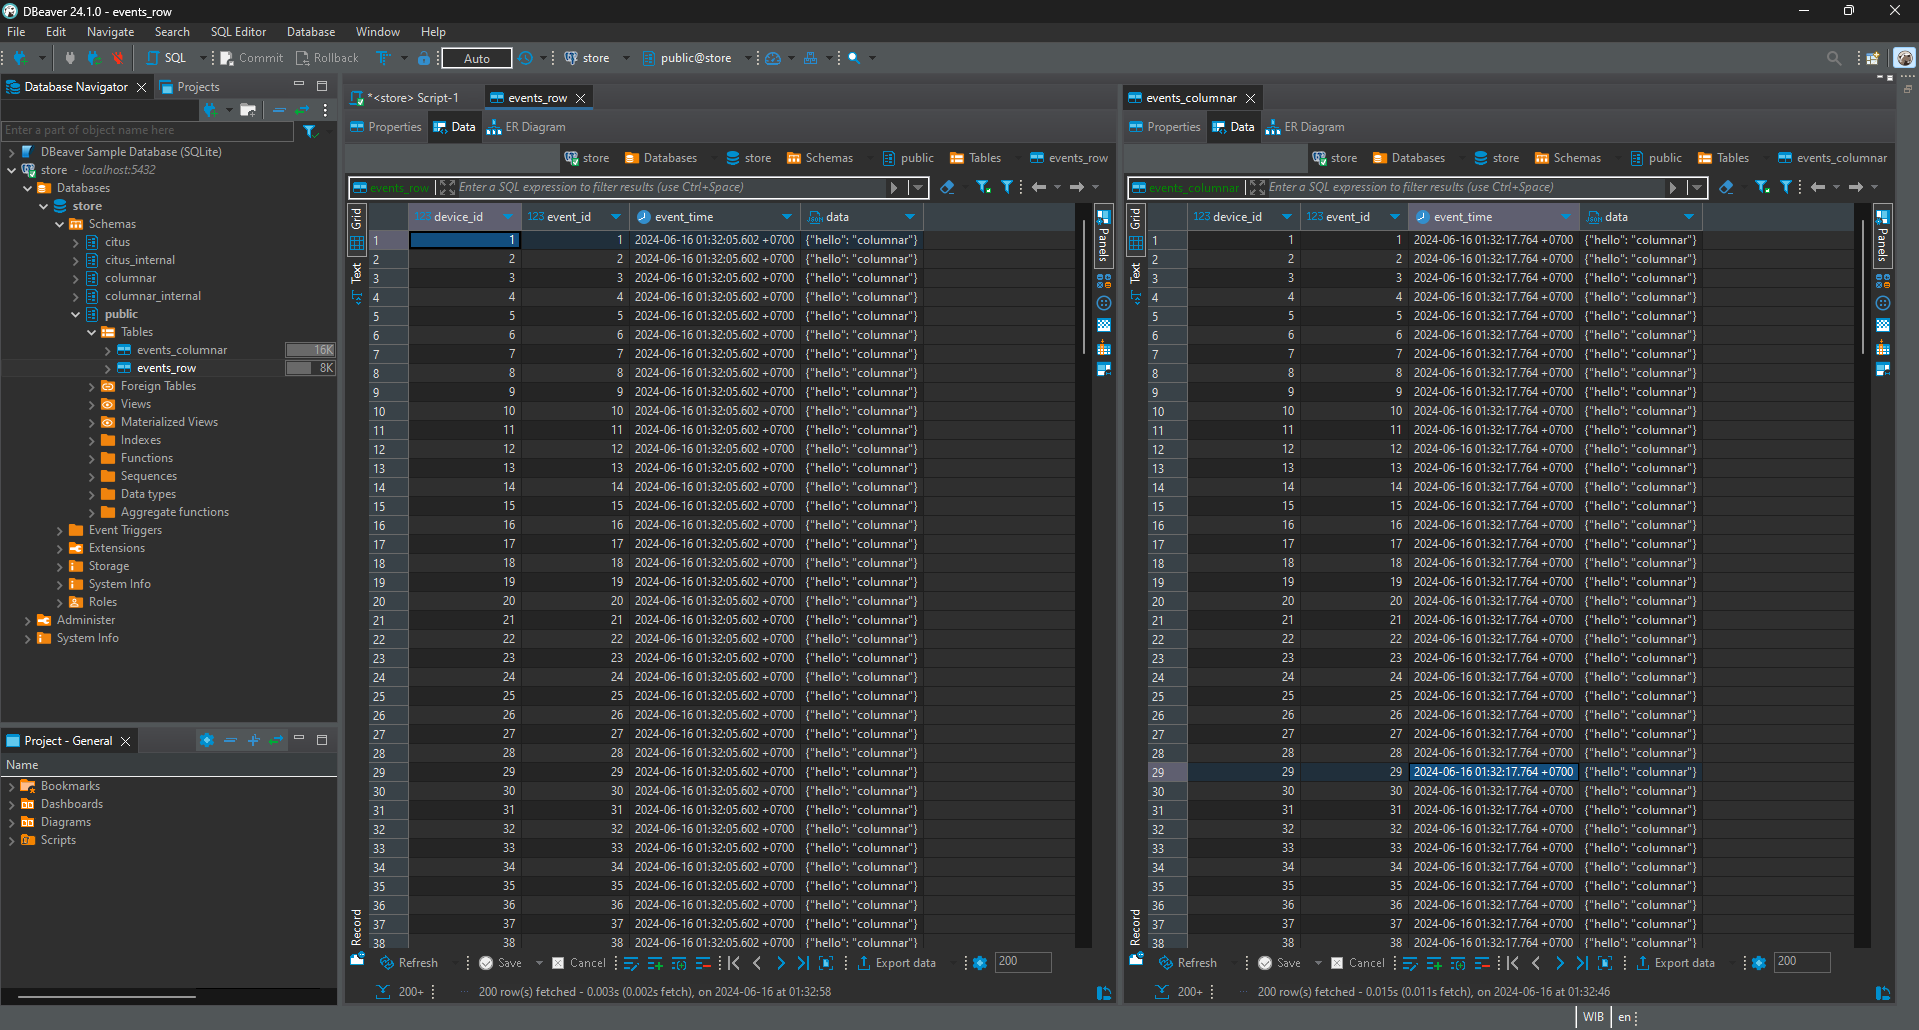 DBeaver 24.1.0 - events_row
File Edit Navigate Search SQL Editor Database Window Help
SQL Commit Rollback Auto store public@store
Database Navigator Projects
Enter a part of object name here
DBeaver Sample Database (SQLite)
store - localhost:5432
Databases
store
Schemas
citus
citus_internal
columnar
columnar_internal
public
Tables
events_columnar 16K
events_row 8K
Foreign Tables
Views
Materialized Views
Indexes
Functions
Sequences
Data types
Aggregate functions
Event Triggers
Extensions
Storage
System Info
Roles
Administer
System Info
Project - General
Name
Bookmarks
Dashboards
Diagrams
Scripts
*<store> Script-1 events_row
Properties Data ER Diagram
store Databases store Schemas public Tables events_row
events_row Enter a SQL expression to filter results (use Ctrl+Space)
Grid
Text
Record
Panels
123 device_id 123 event_id event_time JSON data
1 1 1 2024-06-16 01:32:05.602 +0700 {"hello": "columnar"}
2 2 2 2024-06-16 01:32:05.602 +0700 {"hello": "columnar"}
3 3 3 2024-06-16 01:32:05.602 +0700 {"hello": "columnar"}
4 4 4 2024-06-16 01:32:05.602 +0700 {"hello": "columnar"}
5 5 5 2024-06-16 01:32:05.602 +0700 {"hello": "columnar"}
6 6 6 2024-06-16 01:32:05.602 +0700 {"hello": "columnar"}
7 7 7 2024-06-16 01:32:05.602 +0700 {"hello": "columnar"}
8 8 8 2024-06-16 01:32:05.602 +0700 {"hello": "columnar"}
9 9 9 2024-06-16 01:32:05.602 +0700 {"hello": "columnar"}
10 10 10 2024-06-16 01:32:05.602 +0700 {"hello": "columnar"}
11 11 11 2024-06-16 01:32:05.602 +0700 {"hello": "columnar"}
12 12 12 2024-06-16 01:32:05.602 +0700 {"hello": "columnar"}
13 13 13 2024-06-16 01:32:05.602 +0700 {"hello": "columnar"}
14 14 14 2024-06-16 01:32:05.602 +0700 {"hello": "columnar"}
15 15 15 2024-06-16 01:32:05.602 +0700 {"hello": "columnar"}
16 16 16 2024-06-16 01:32:05.602 +0700 {"hello": "columnar"}
17 17 17 2024-06-16 01:32:05.602 +0700 {"hello": "columnar"}
18 18 18 2024-06-16 01:32:05.602 +0700 {"hello": "columnar"}
19 19 19 2024-06-16 01:32:05.602 +0700 {"hello": "columnar"}
20 20 20 2024-06-16 01:32:05.602 +0700 {"hello": "columnar"}
21 21 21 2024-06-16 01:32:05.602 +0700 {"hello": "columnar"}
22 22 22 2024-06-16 01:32:05.602 +0700 {"hello": "columnar"}
23 23 23 2024-06-16 01:32:05.602 +0700 {"hello": "columnar"}
24 24 24 2024-06-16 01:32:05.602 +0700 {"hello": "columnar"}
25 25 25 2024-06-16 01:32:05.602 +0700 {"hello": "columnar"}
26 26 26 2024-06-16 01:32:05.602 +0700 {"hello": "columnar"}
27 27 27 2024-06-16 01:32:05.602 +0700 {"hello": "columnar"}
28 28 28 2024-06-16 01:32:05.602 +0700 {"hello": "columnar"}
29 29 29 2024-06-16 01:32:05.602 +0700 {"hello": "columnar"}
30 30 30 2024-06-16 01:32:05.602 +0700 {"hello": "columnar"}
31 31 31 2024-06-16 01:32:05.602 +0700 {"hello": "columnar"}
32 32 32 2024-06-16 01:32:05.602 +0700 {"hello": "columnar"}
33 33 33 2024-06-16 01:32:05.602 +0700 {"hello": "columnar"}
34 34 34 2024-06-16 01:32:05.602 +0700 {"hello": "columnar"}
35 35 35 2024-06-16 01:32:05.602 +0700 {"hello": "columnar"}
36 36 36 2024-06-16 01:32:05.602 +0700 {"hello": "columnar"}
37 37 37 2024-06-16 01:32:05.602 +0700 {"hello": "columnar"}
38 38 38 2024-06-16 01:32:05.602 +0700 {"hello": "columnar"}
Refresh Save Cancel Export data 200
200+ 200 row(s) fetched - 0.003s (0.002s fetch), on 2024-06-16 at 01:32:58
events_columnar
Properties Data ER Diagram
store Databases store Schemas public Tables events_columnar
events_columnar Enter a SQL expression to filter results (use Ctrl+Space)
Grid
Text
Record
Panels
123 device_id 123 event_id event_time JSON data
1 1 1 2024-06-16 01:32:17.764 +0700 {"hello": "columnar"}
2 2 2 2024-06-16 01:32:17.764 +0700 {"hello": "columnar"}
3 3 3 2024-06-16 01:32:17.764 +0700 {"hello": "columnar"}
4 4 4 2024-06-16 01:32:17.764 +0700 {"hello": "columnar"}
5 5 5 2024-06-16 01:32:17.764 +0700 {"hello": "columnar"}
6 6 6 2024-06-16 01:32:17.764 +0700 {"hello": "columnar"}
7 7 7 2024-06-16 01:32:17.764 +0700 {"hello": "columnar"}
8 8 8 2024-06-16 01:32:17.764 +0700 {"hello": "columnar"}
9 9 9 2024-06-16 01:32:17.764 +0700 {"hello": "columnar"}
10 10 10 2024-06-16 01:32:17.764 +0700 {"hello": "columnar"}
11 11 11 2024-06-16 01:32:17.764 +0700 {"hello": "columnar"}
12 12 12 2024-06-16 01:32:17.764 +0700 {"hello": "columnar"}
13 13 13 2024-06-16 01:32:17.764 +0700 {"hello": "columnar"}
14 14 14 2024-06-16 01:32:17.764 +0700 {"hello": "columnar"}
15 15 15 2024-06-16 01:32:17.764 +0700 {"hello": "columnar"}
16 16 16 2024-06-16 01:32:17.764 +0700 {"hello": "columnar"}
17 17 17 2024-06-16 01:32:17.764 +0700 {"hello": "columnar"}
18 18 18 2024-06-16 01:32:17.764 +0700 {"hello": "columnar"}
19 19 19 2024-06-16 01:32:17.764 +0700 {"hello": "columnar"}
20 20 20 2024-06-16 01:32:17.764 +0700 {"hello": "columnar"}
21 21 21 2024-06-16 01:32:17.764 +0700 {"hello": "columnar"}
22 22 22 2024-06-16 01:32:17.764 +0700 {"hello": "columnar"}
23 23 23 2024-06-16 01:32:17.764 +0700 {"hello": "columnar"}
24 24 24 2024-06-16 01:32:17.764 +0700 {"hello": "columnar"}
25 25 25 2024-06-16 01:32:17.764 +0700 {"hello": "columnar"}
26 26 26 2024-06-16 01:32:17.764 +0700 {"hello": "columnar"}
27 27 27 2024-06-16 01:32:17.764 +0700 {"hello": "columnar"}
28 28 28 2024-06-16 01:32:17.764 +0700 {"hello": "columnar"}
29 29 29 2024-06-16 01:32:17.764 +0700 {"hello": "columnar"}
30 30 30 2024-06-16 01:32:17.764 +0700 {"hello": "columnar"}
31 31 31 2024-06-16 01:32:17.764 +0700 {"hello": "columnar"}
32 32 32 2024-06-16 01:32:17.764 +0700 {"hello": "columnar"}
33 33 33 2024-06-16 01:32:17.764 +0700 {"hello": "columnar"}
34 34 34 2024-06-16 01:32:17.764 +0700 {"hello": "columnar"}
35 35 35 2024-06-16 01:32:17.764 +0700 {"hello": "columnar"}
36 36 36 2024-06-16 01:32:17.764 +0700 {"hello": "columnar"}
37 37 37 2024-06-16 01:32:17.764 +0700 {"hello": "columnar"}
38 38 38 2024-06-16 01:32:17.764 +0700 {"hello": "columnar"}
Refresh Save Cancel Export data 200
200+ 200 row(s) fetched - 0.015s (0.011s fetch), on 2024-06-16 at 01:32:46
WIB en